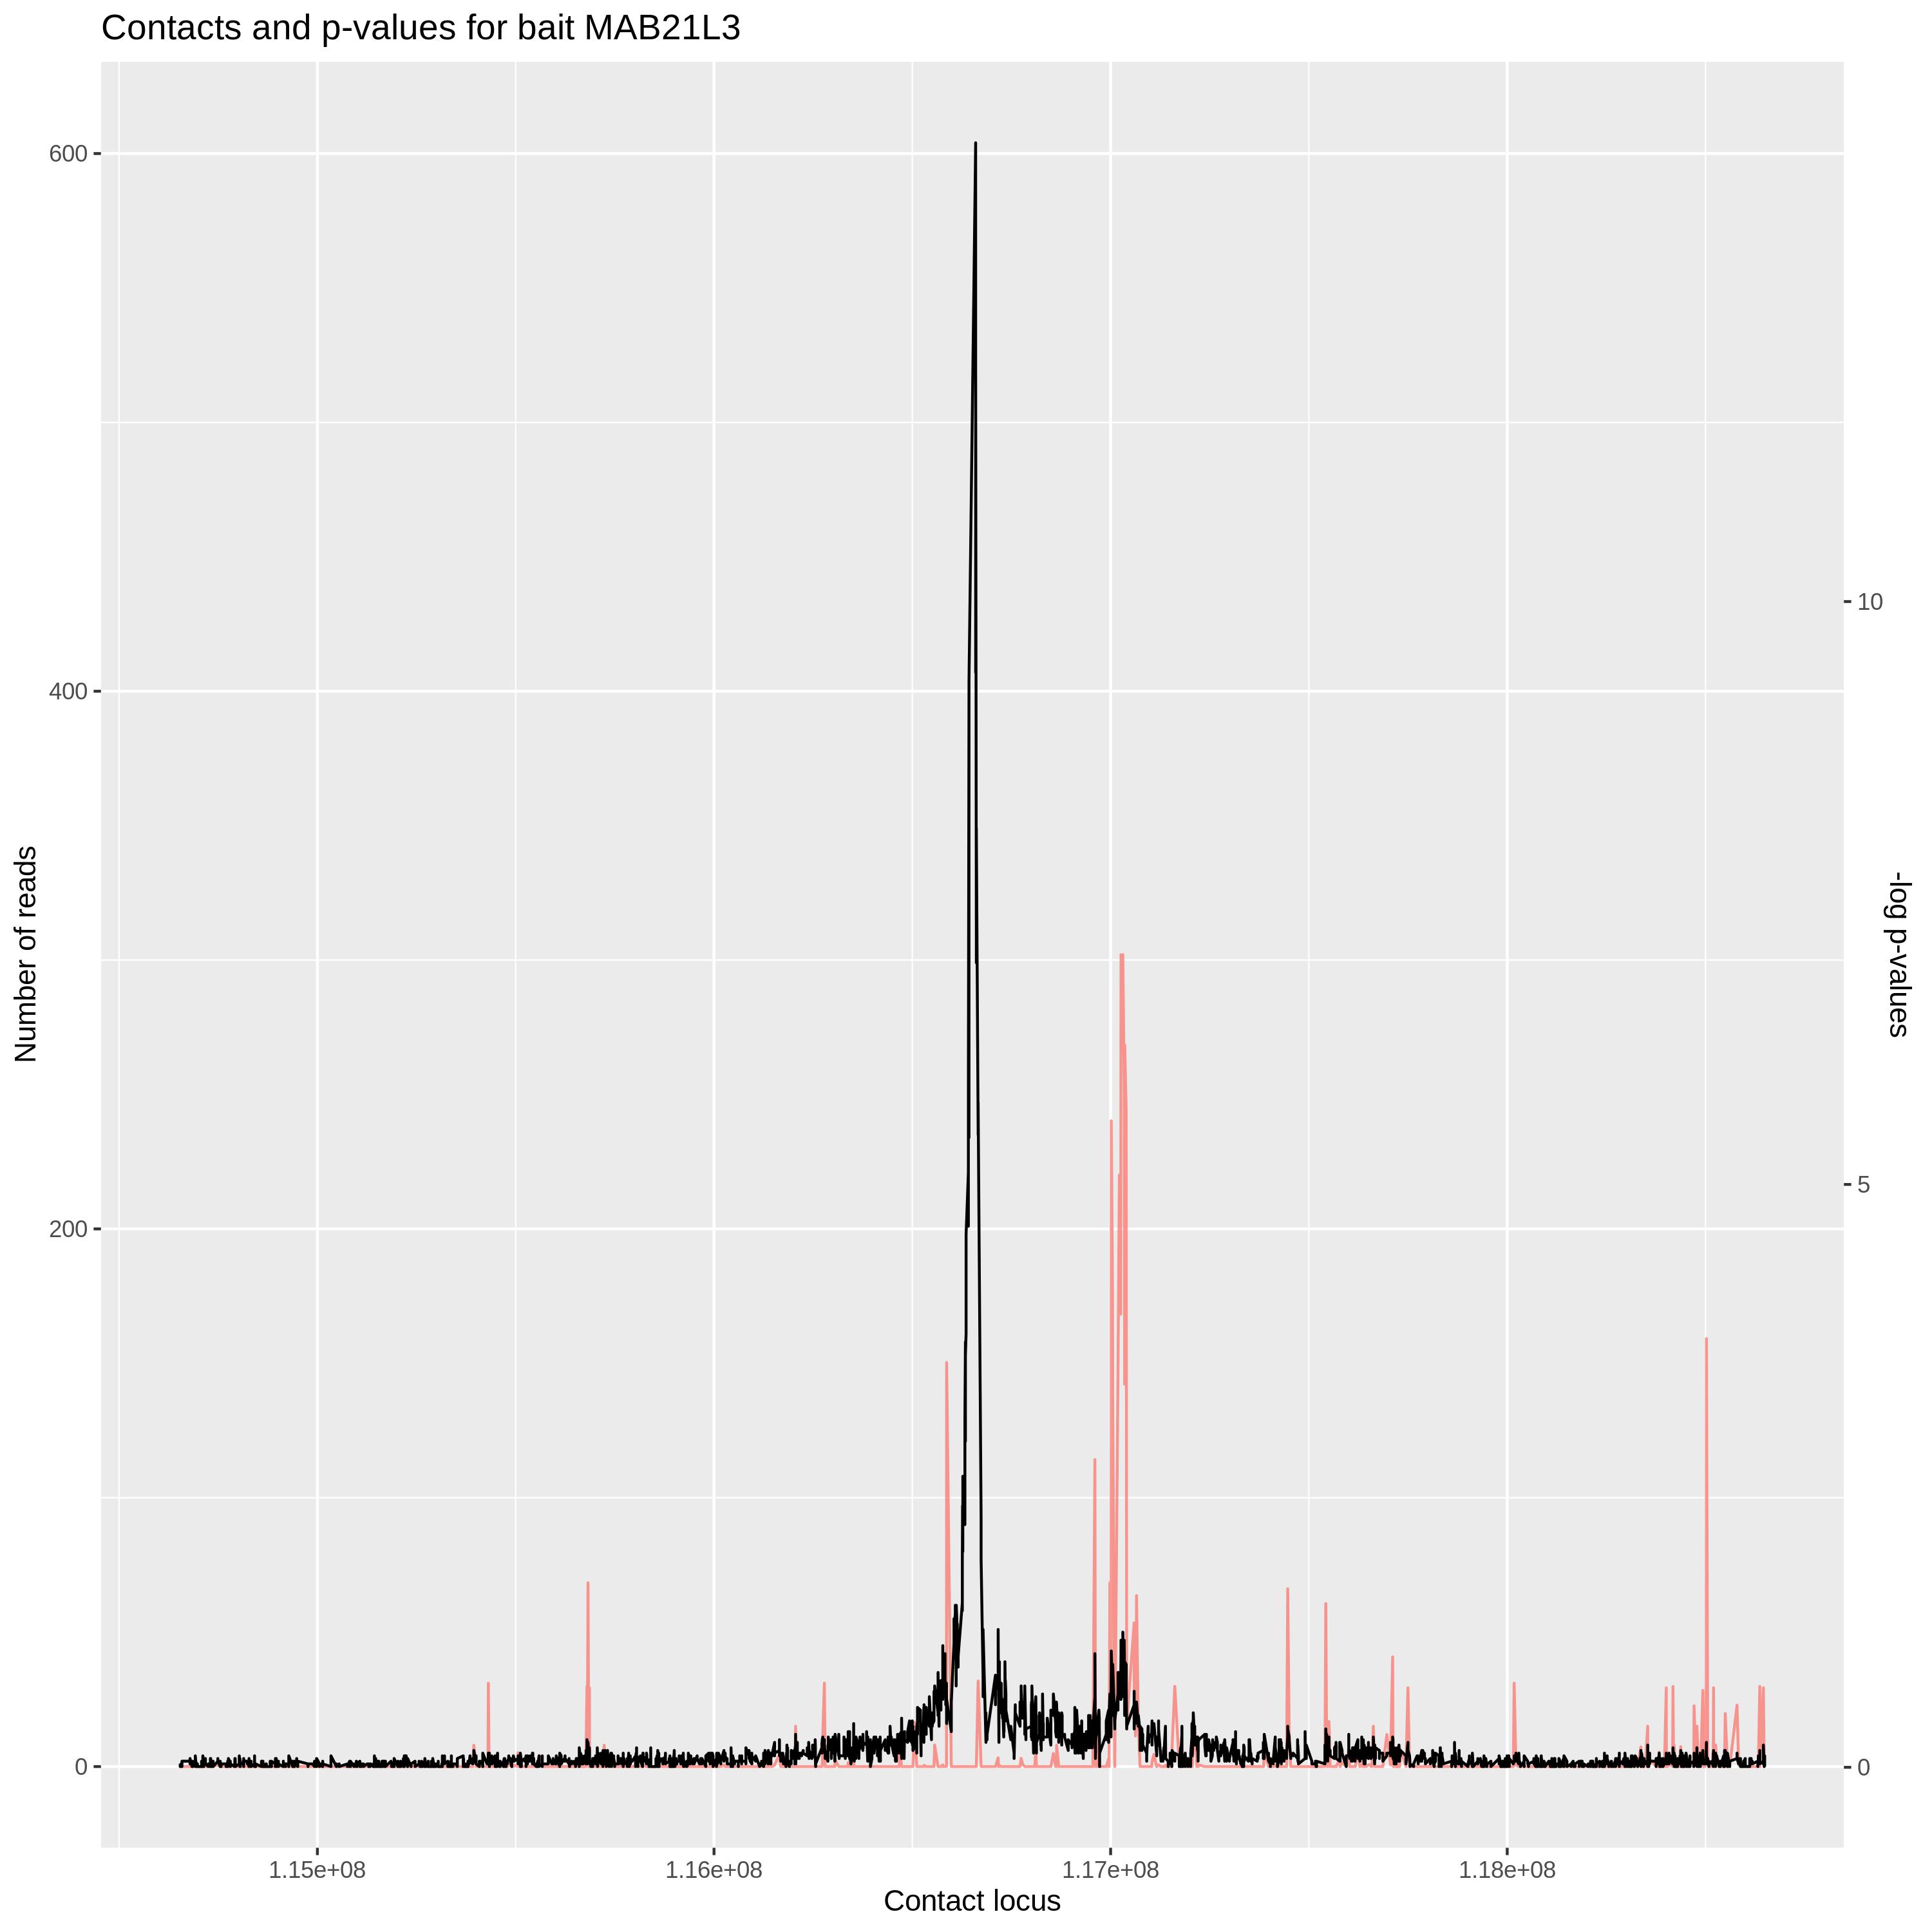 Contacts and p-values for bait MAB21L3
600
400
200
0
Number of reads
10
5
0
-log p-values
1.15e+08
1.16e+08
1.17e+08
1.18e+08
Contact locus